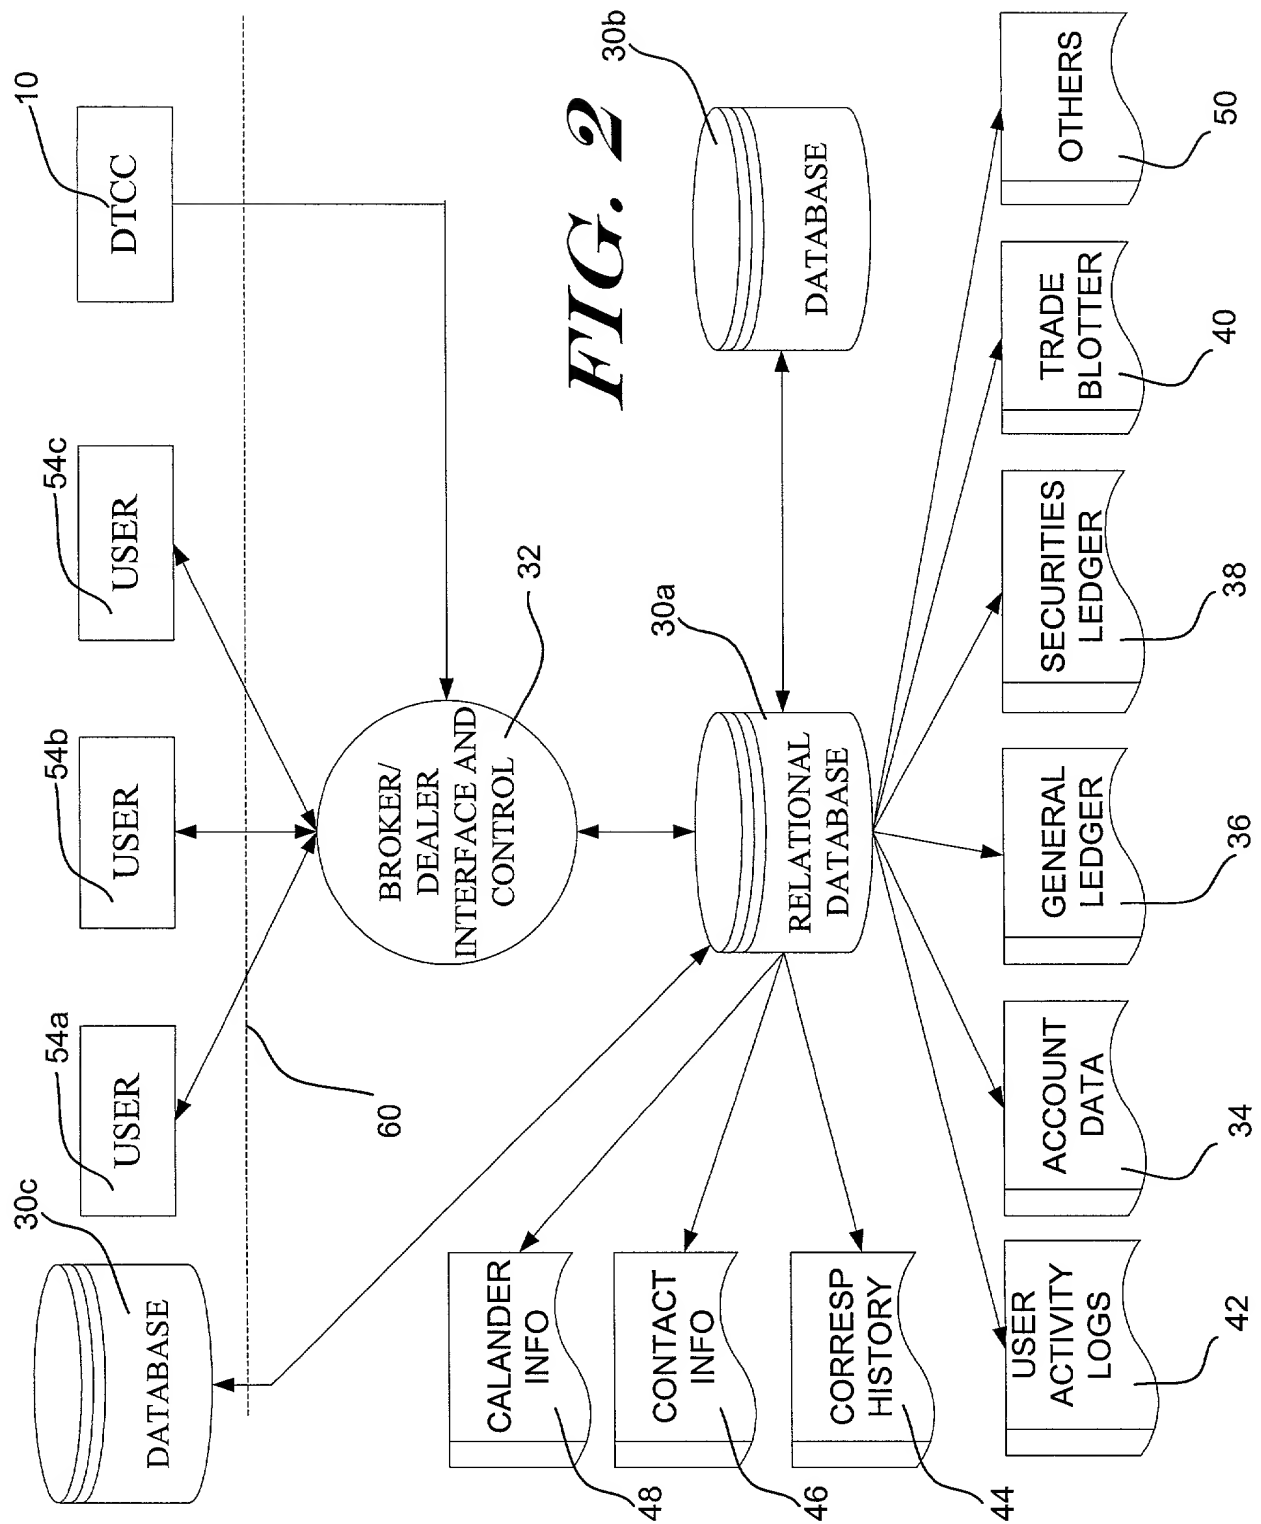 30c
DATABASE
54a
USER
54b
USER
54c
USER
10
DTCC
60
BROKER/
DEALER
INTERFACE AND
CONTROL
32
FIG. 2
30a
RELATIONAL
DATABASE
30b
DATABASE
CALANDER
INFO
48
CONTACT
INFO
46
CORRESP
HISTORY
44
USER
ACTIVITY
LOGS
42
ACCOUNT
DATA
34
GENERAL
LEDGER
36
SECURITIES
LEDGER
38
TRADE
BLOTTER
40
OTHERS
50